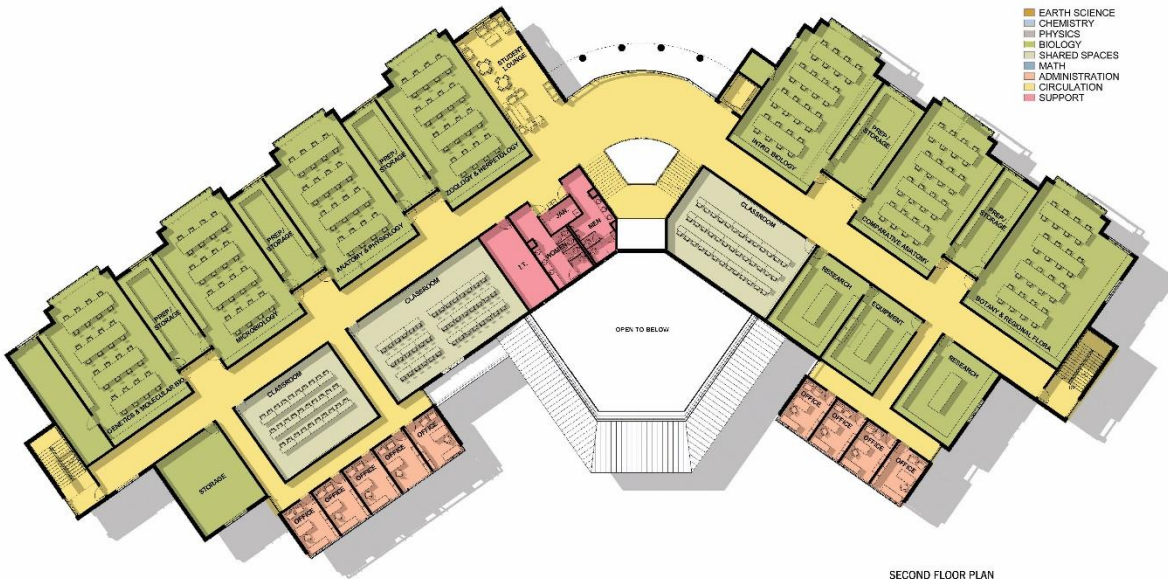 EARTH SCIENCE
CHEMISTRY
PHYSICS
BIOLOGY
SHARED SPACES
MATH
ADMINISTRATION
CIRCULATION
SUPPORT
STUDENT
LOUNGE
ZOOLOGY & HERPETOLOGY
PREP./
STORAGE
ANATOMY & PHYSIOLOGY
PREP./
STORAGE
MICROBIOLOGY
PREP./
STORAGE
GENETICS & MOLECULAR BIO.
INTRO. BIOLOGY
PREP./
STORAGE
COMPARATIVE ANATOMY
PREP./
STORAGE
BOTANY & REGIONAL FLORA
JAN.
MEN
WOMEN
I.T.
CLASSROOM
CLASSROOM
CLASSROOM
RESEARCH
EQUIPMENT
RESEARCH
OPEN TO BELOW
STORAGE
OFFICE
OFFICE
OFFICE
OFFICE
OFFICE
OFFICE
OFFICE
OFFICE
OFFICE
SECOND FLOOR PLAN